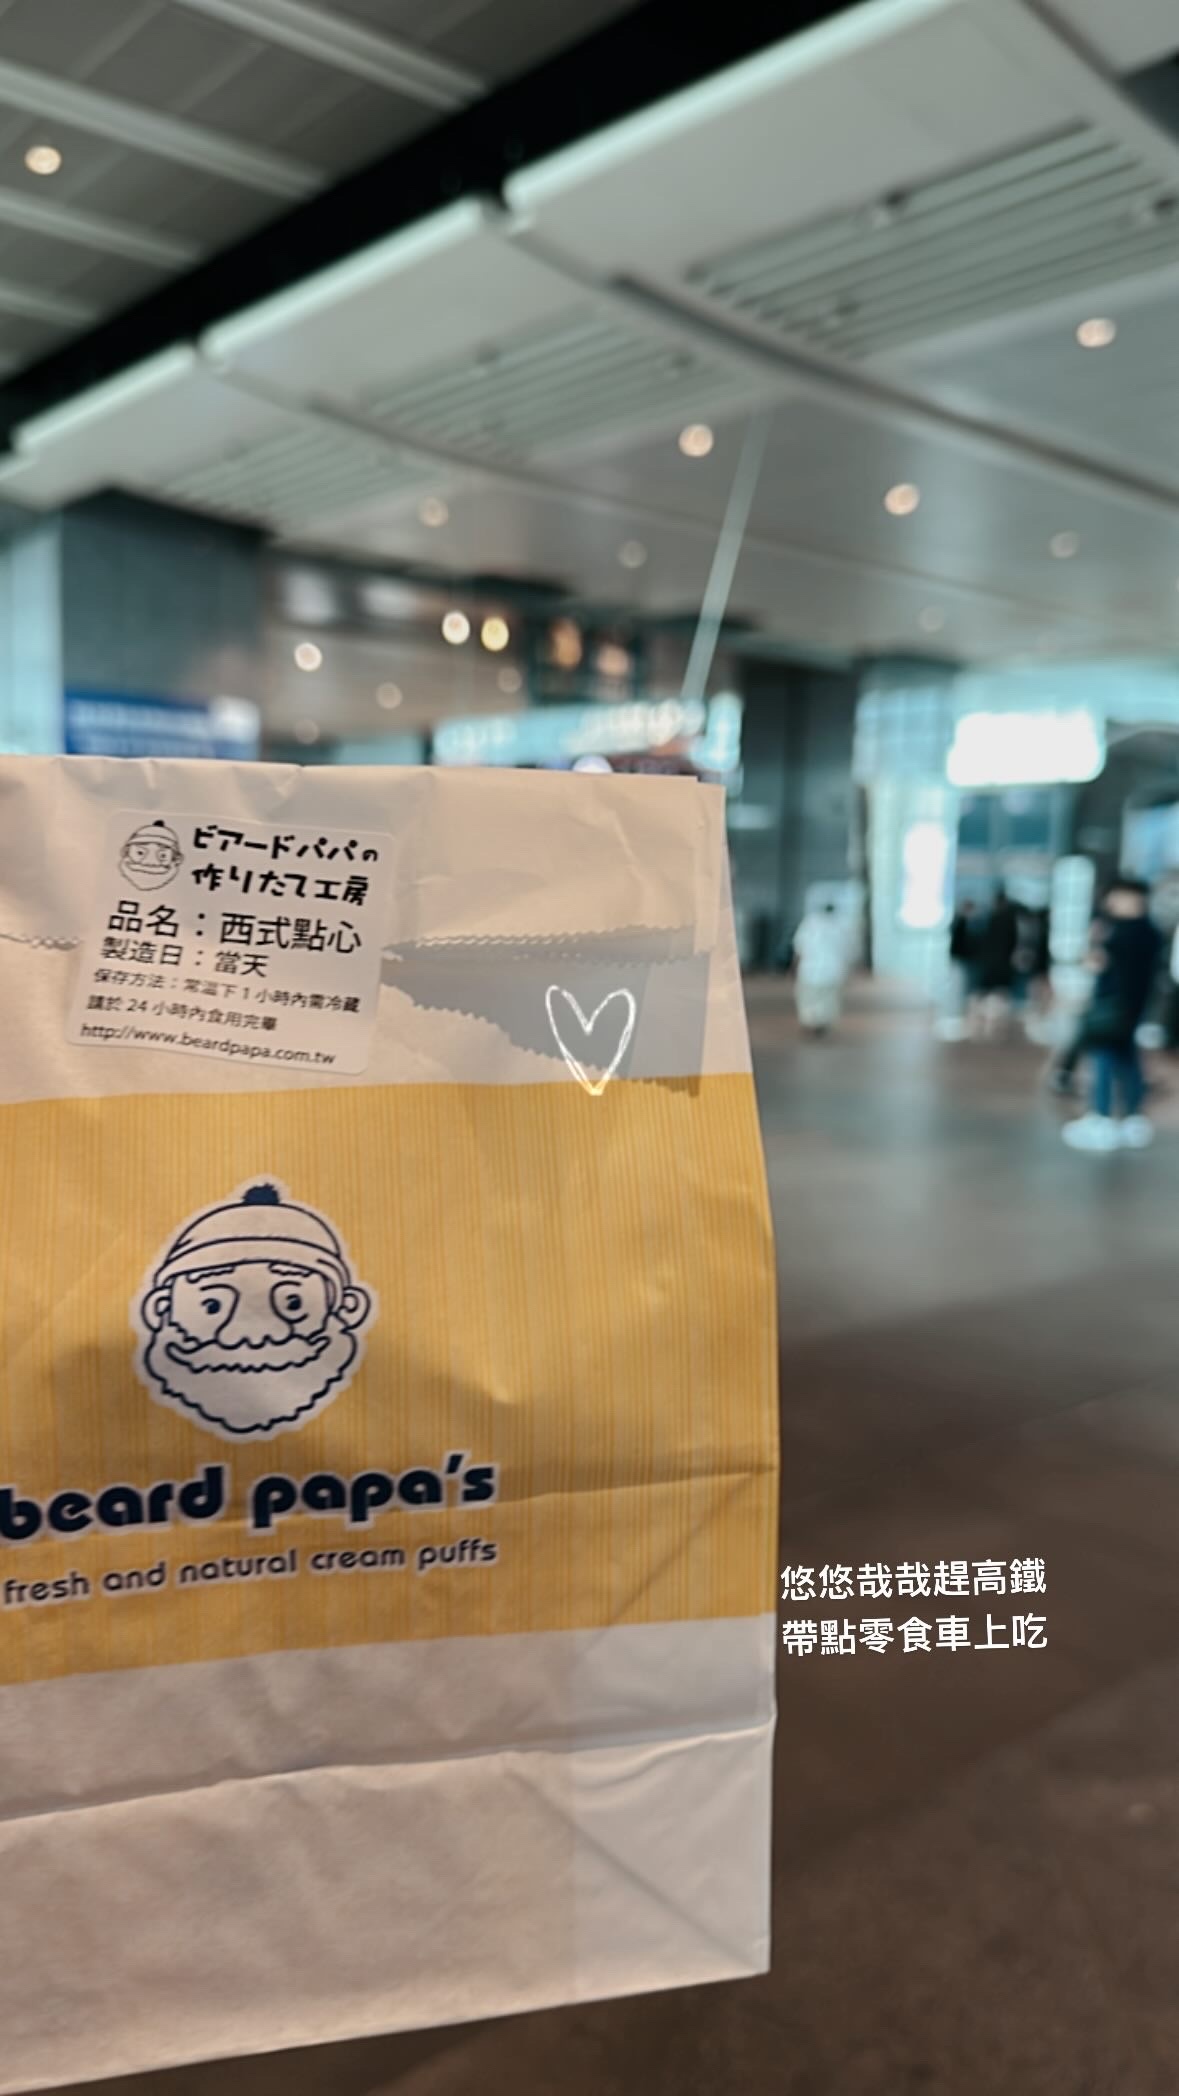 ビアードパパの
作りたて工房
品名：西式點心
製造日：當天
保存方法：常溫下 1 小時內需冷藏
請於 24 小時內食用完畢
http://www.beardpapa.com.tw
beard papa's
fresh and natural cream puffs
悠悠哉哉趕高鐵
帶點零食車上吃